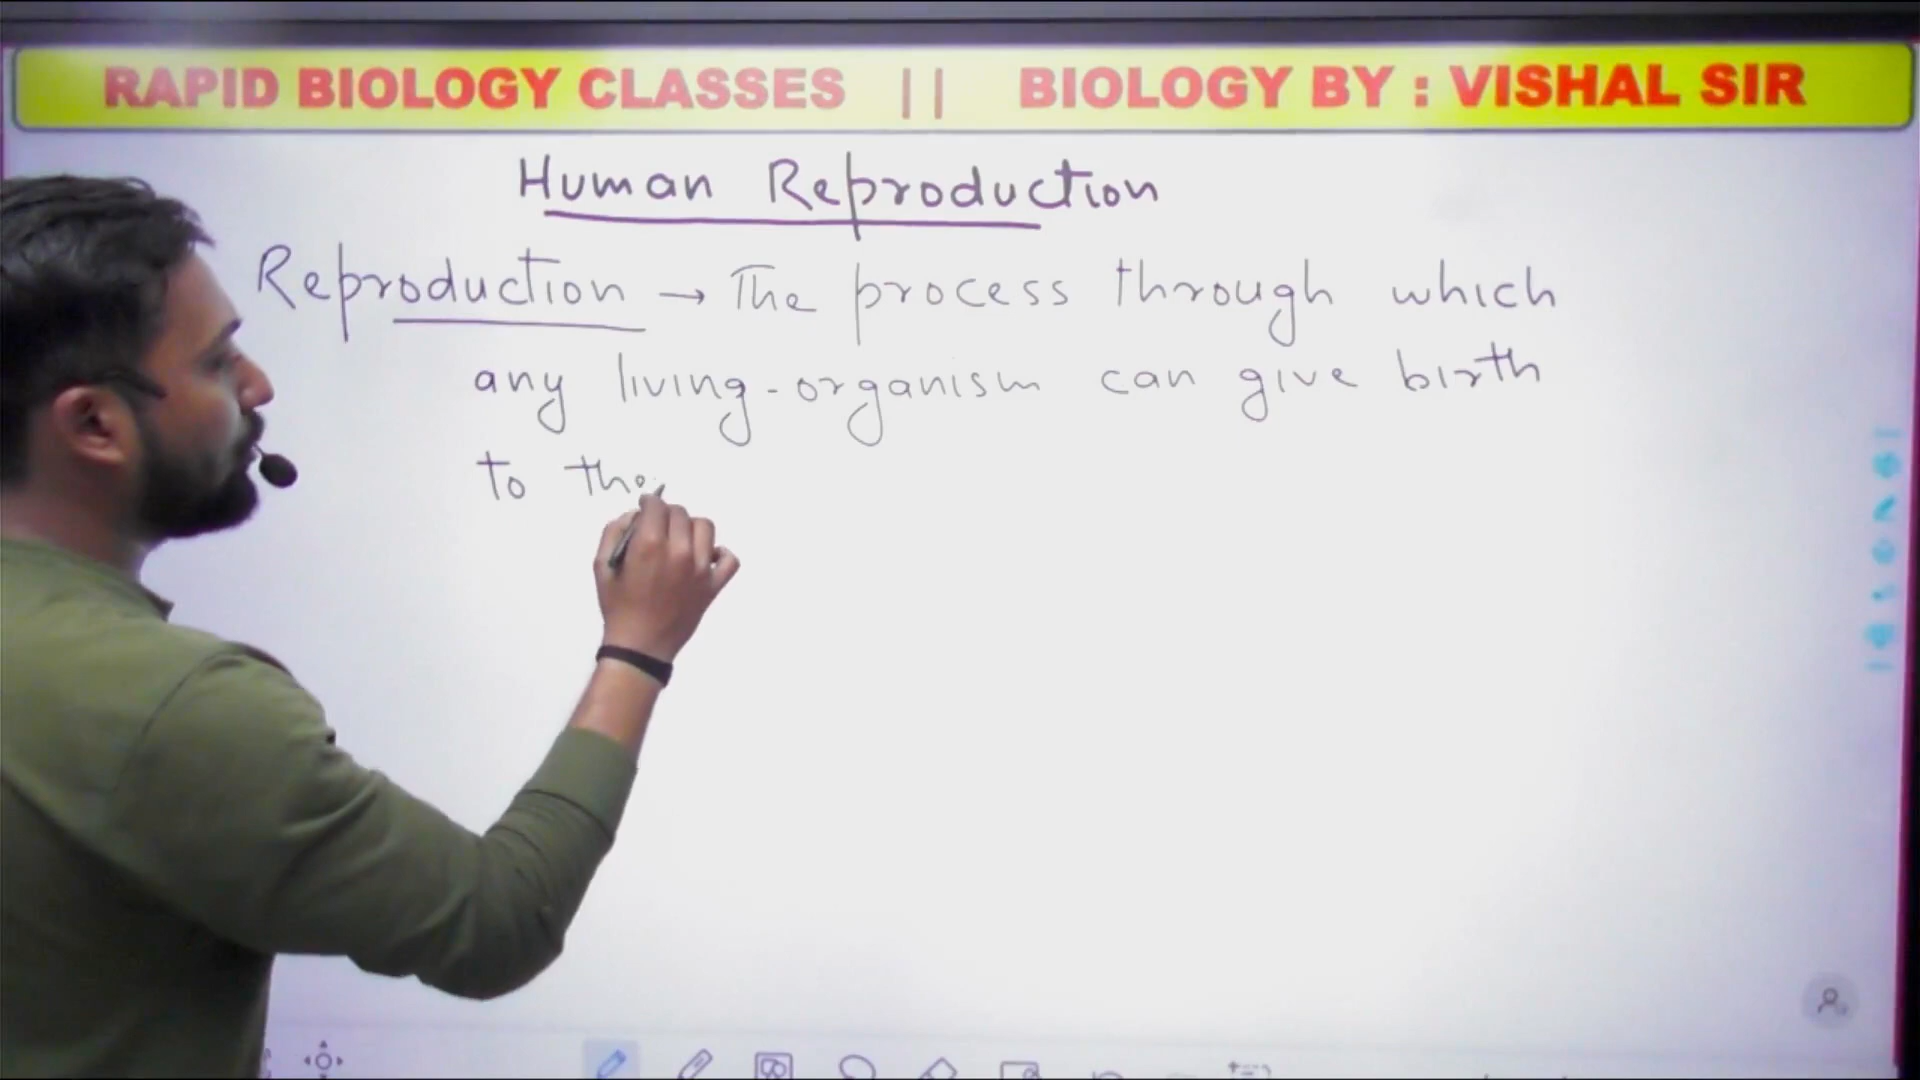 RAPID BIOLOGY CLASSES || BIOLOGY BY : VISHAL SIR
Human Reproduction
Reproduction → The process through which
any living-organism can give birth
to the